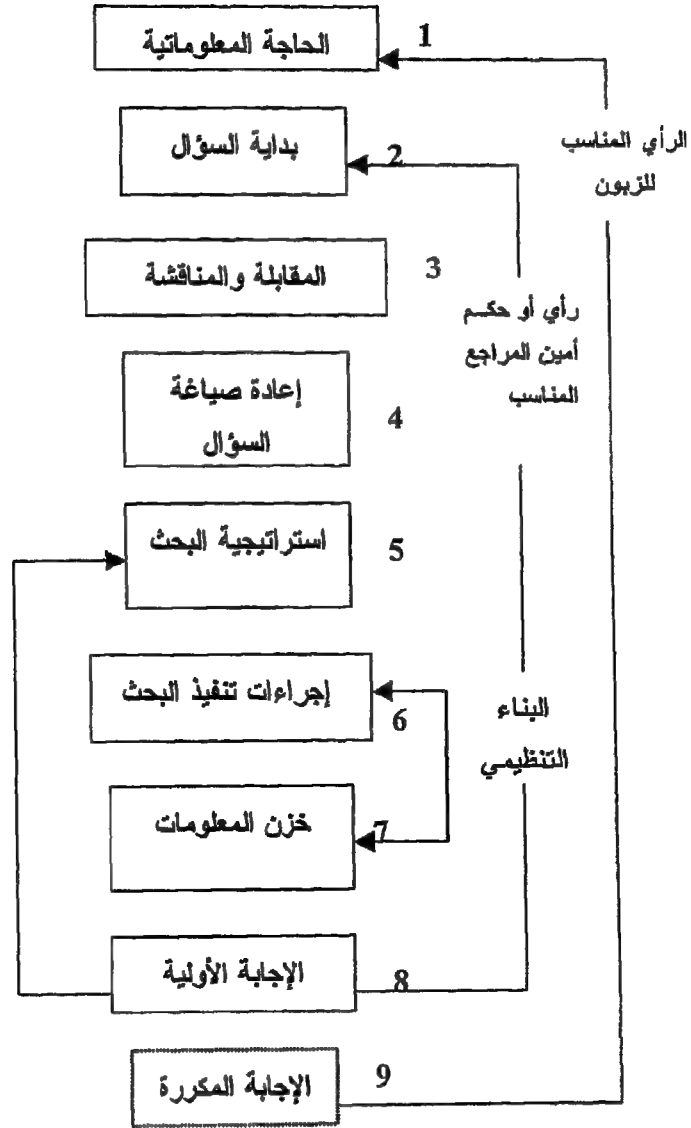 الحاجة المعلوماتية
1
بداية السؤال
2
الرأي المناسب
للزبون
المقابلة والمناقشة
3
رأي أو حكم
أمين المراجع
المناسب
إعادة صياغة
السؤال
4
استراتيجية البحث
5
إجراءات تنفيذ البحث
6
البناء
التنظيمي
خزن المعلومات
7
الإجابة الأولية
8
الإجابة المكررة
9